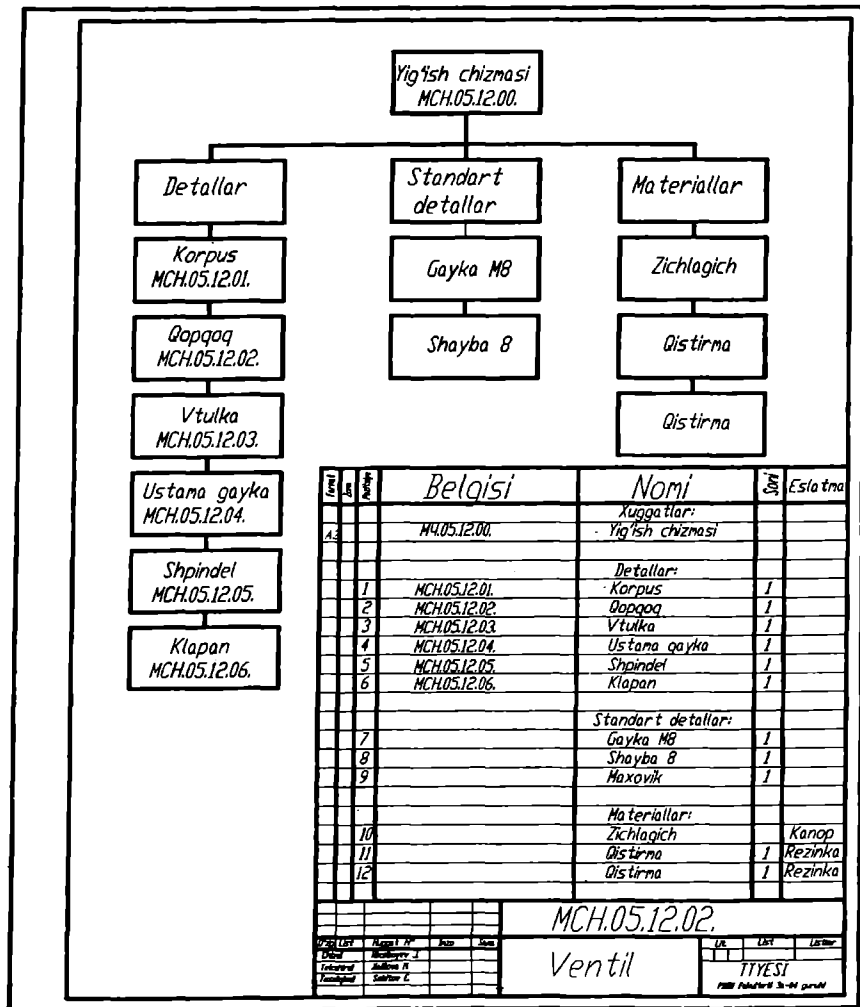 Yig'ish chizmasi
MCH.05.12.00.
Detallar
Standart
detallar
Materiallar
Korpus
MCH.05.12.01.
Gayka M8
Zichlagich
Qopqoq
MCH.05.12.02.
Shayba 8
Qistirma
Vtulka
MCH.05.12.03.
Qistirma
Ustama gayka
MCH.05.12.04.
Shpindel
MCH.05.12.05.
Klapan
MCH.05.12.06.
Belgisi Nomi Soni Eslatma
Xuggatlar:
A3 M4.05.12.00. Yig'ish chizmasi
Detallar:
1 MCH.05.12.01. Korpus 1
2 MCH.05.12.02. Qopqoq 1
3 MCH.05.12.03. Vtulka 1
4 MCH.05.12.04. Ustama gayka 1
5 MCH.05.12.05. Shpindel 1
6 MCH.05.12.06. Klapan 1
Standart detallar:
7 Gayka M8 1
8 Shayba 8 1
9 Maxovik 1
Materiallar:
10 Zichlagich Kanop
11 Qistirma 1 Rezinka
12 Qistirma 1 Rezinka
MCH.05.12.02.
Ventil
List
TTYESI